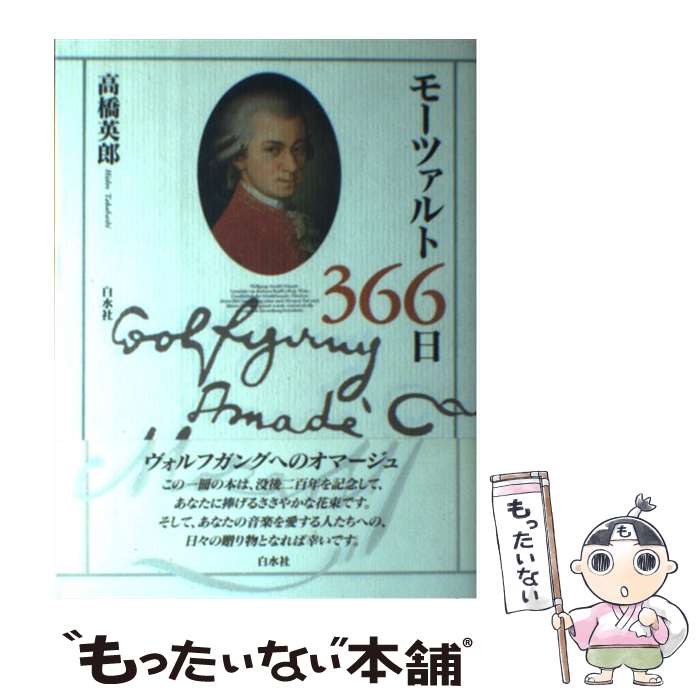 モーツァルト
366
日
高橋英郎
Hideo Takahashi
白水社
Wolfgang
Amadè
ヴォルフガングへのオマージュ
この一冊の本は、没後二百年を記念して、
あなたに捧げるささやかな花束です。
そして、あなたの音楽を愛する人たちへの、
日々の贈り物となれば幸いです。
白水社
も
もったいない
"もったいない"本舗®